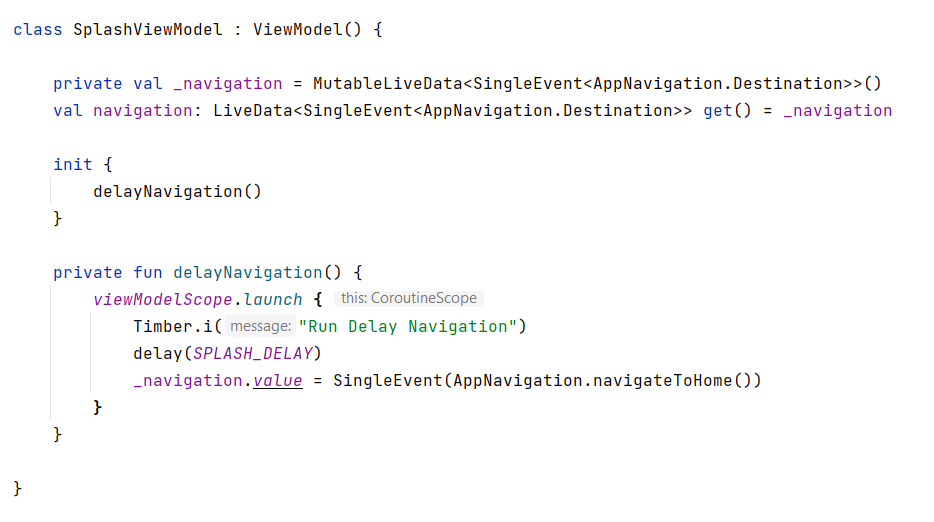 class SplashViewModel : ViewModel() {
private val _navigation = MutableLiveData<SingleEvent<AppNavigation.Destination>>()
val navigation: LiveData<SingleEvent<AppNavigation.Destination>> get() = _navigation
init {
delayNavigation()
}
private fun delayNavigation() {
viewModelScope.launch { this: CoroutineScope
Timber.i( message: "Run Delay Navigation")
delay(SPLASH_DELAY)
_navigation.value = SingleEvent(AppNavigation.navigateToHome())
}
}
}